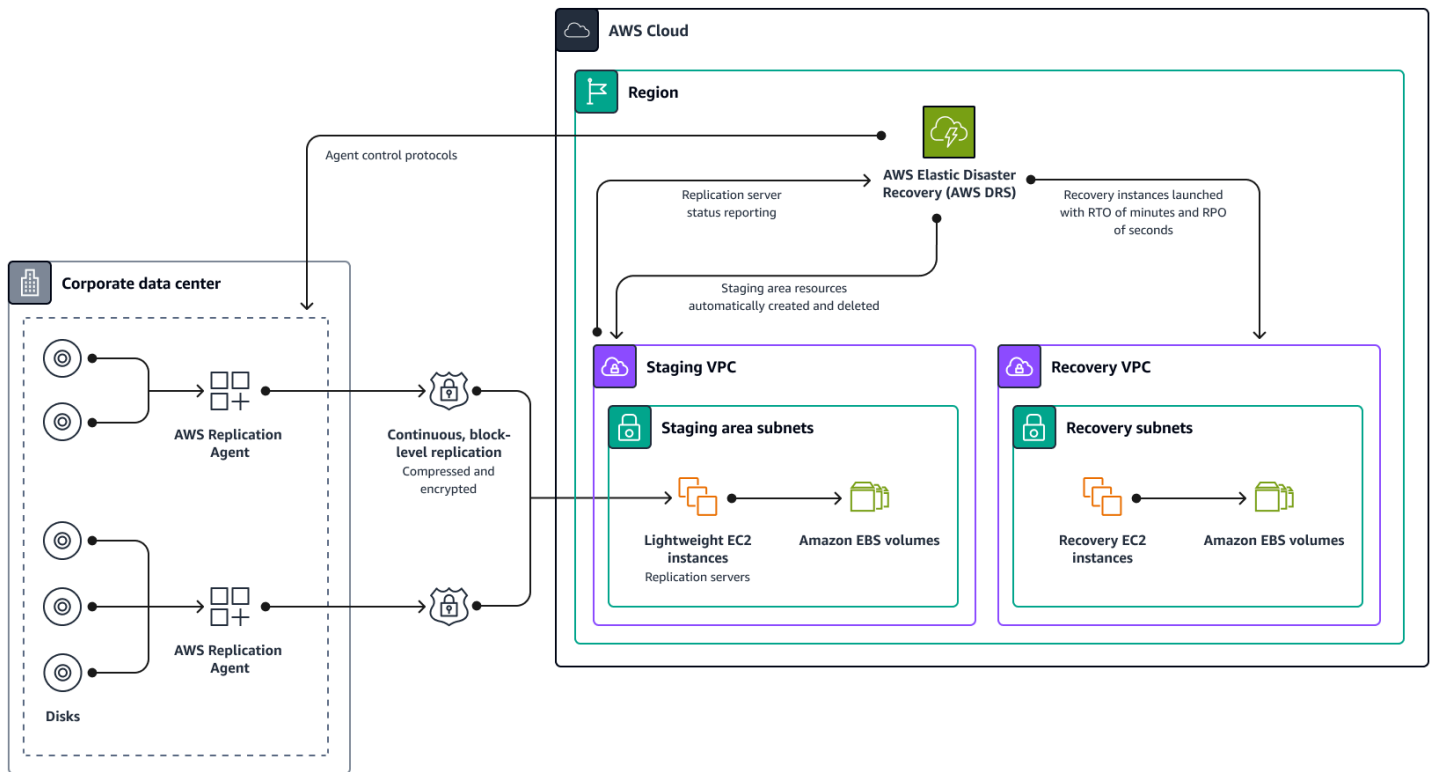 AWS Cloud
Region
Agent control protocols
AWS Elastic Disaster
Recovery (AWS DRS)
Replication server
status reporting
Recovery instances launched
with RTO of minutes and RPO
of seconds
Staging area resources
automatically created and deleted
Corporate data center
AWS Replication
Agent
Continuous, block-
level replication
Compressed and
encrypted
AWS Replication
Agent
Disks
Staging VPC
Staging area subnets
Lightweight EC2
instances
Replication servers
Amazon EBS volumes
Recovery VPC
Recovery subnets
Recovery EC2
instances
Amazon EBS volumes